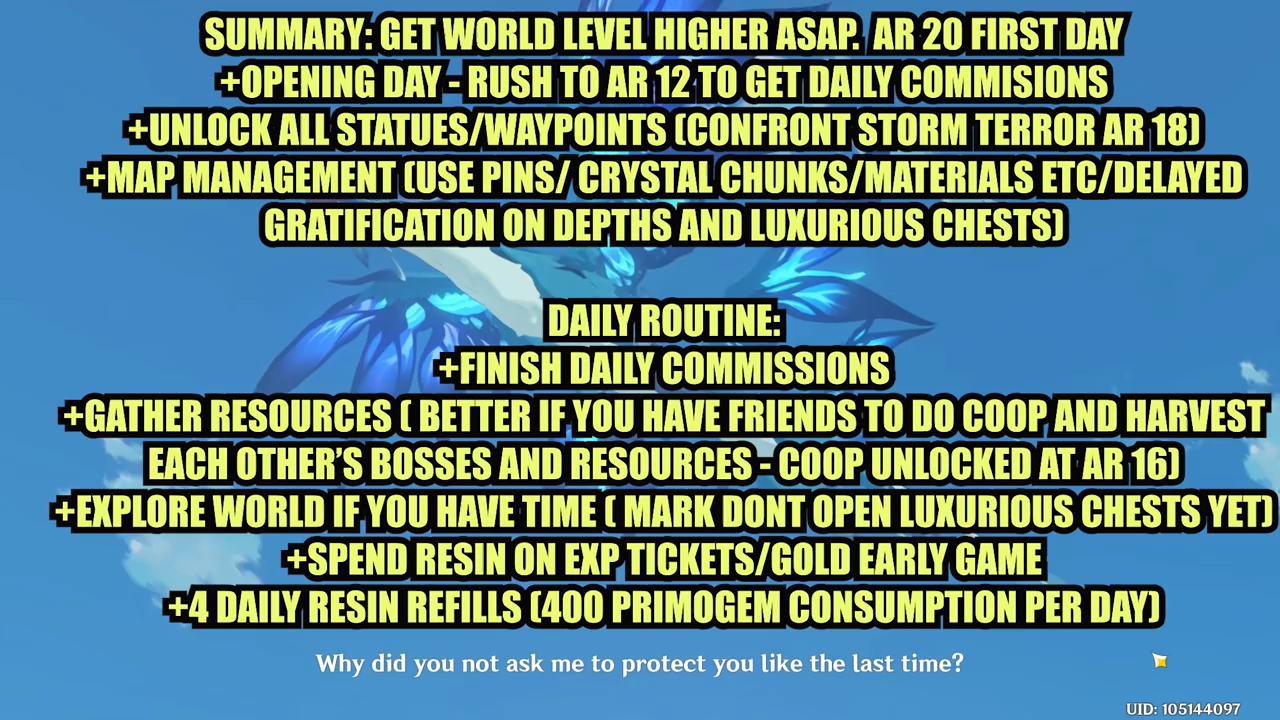 SUMMARY: GET WORLD LEVEL HIGHER ASAP. AR 20 FIRST DAY
+OPENING DAY - RUSH TO AR 12 TO GET DAILY COMMISIONS
+UNLOCK ALL STATUES/WAYPOINTS (CONFRONT STORM TERROR AR 18)
+MAP MANAGEMENT (USE PINS/ CRYSTAL CHUNKS/MATERIALS ETC/DELAYED
GRATIFICATION ON DEPTHS AND LUXURIOUS CHESTS)
DAILY ROUTINE:
+FINISH DAILY COMMISSIONS
+GATHER RESOURCES ( BETTER IF YOU HAVE FRIENDS TO DO COOP AND HARVEST
EACH OTHER'S BOSSES AND RESOURCES - COOP UNLOCKED AT AR 16)
+EXPLORE WORLD IF YOU HAVE TIME ( MARK DONT OPEN LUXURIOUS CHESTS YET)
+SPEND RESIN ON EXP TICKETS/GOLD EARLY GAME
+4 DAILY RESIN REFILLS (400 PRIMOGEM CONSUMPTION PER DAY)
Why did you not ask me to protect you like the last time?
UID: 105144097